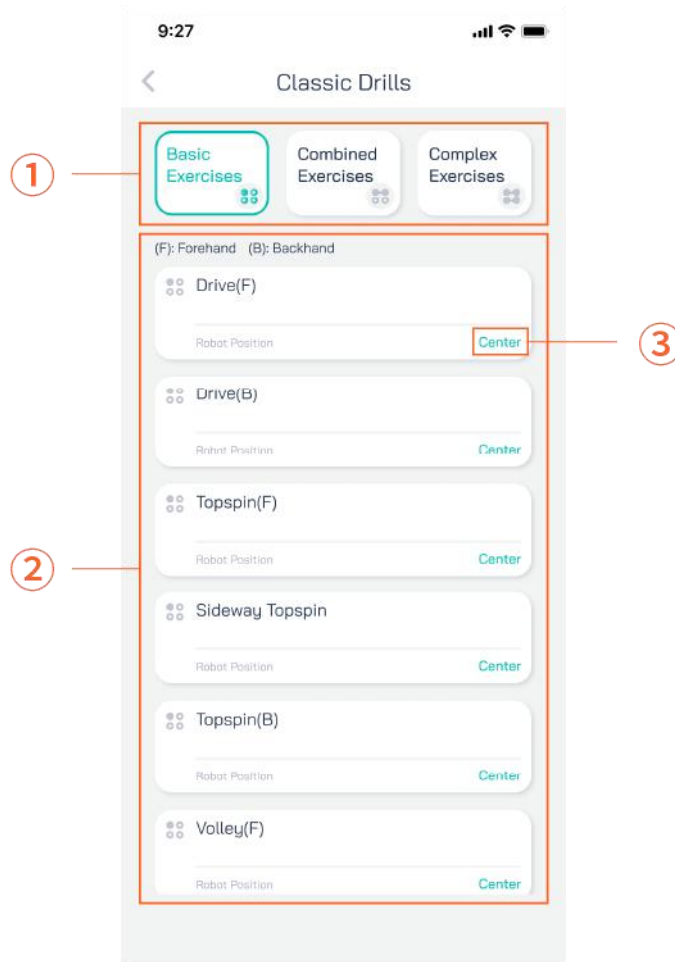 9:27
Classic Drills
Basic
Exercises
Combined
Exercises
Complex
Exercises
①
(F): Forehand (B): Backhand
Drive(F)
Robot Position Center
③
Drive(B)
Robot Position Center
Topspin(F)
Robot Position Center
②
Sideway Topspin
Robot Position Center
Topspin(B)
Robot Position Center
Volley(F)
Robot Position Center